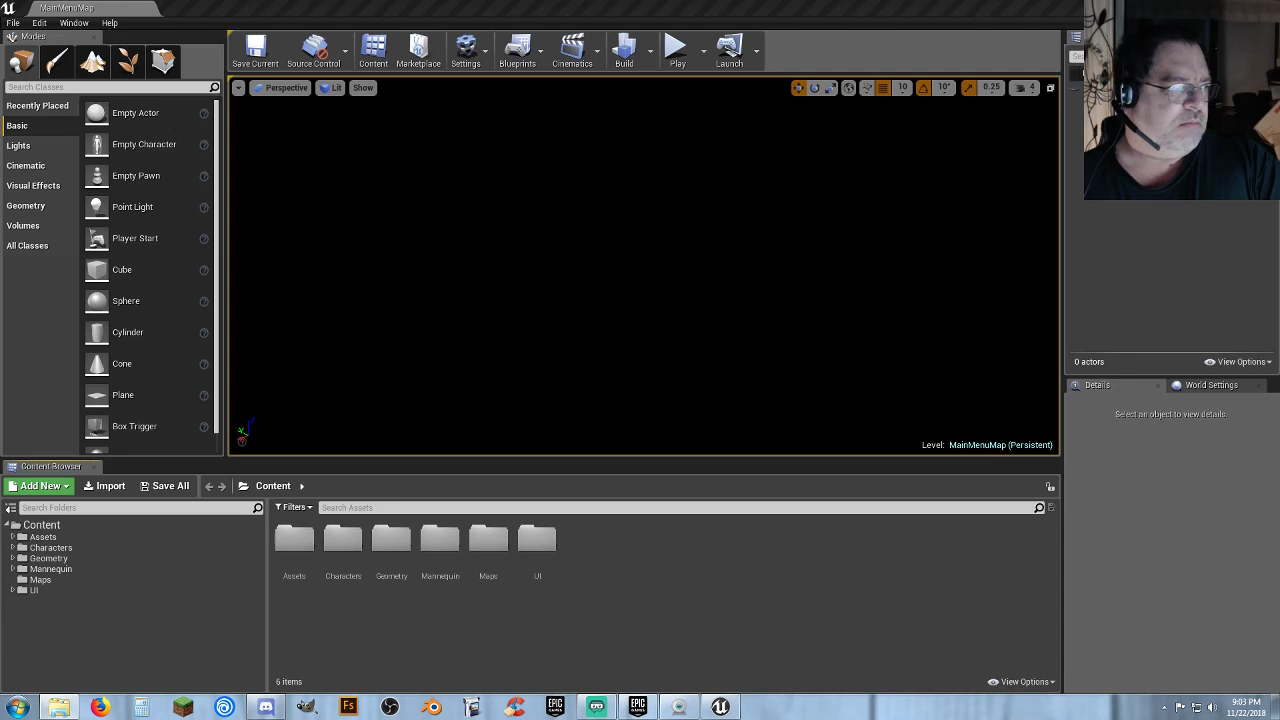 MainMenuMap
File Edit Window Help
Modes
Save Current
Source Control
Content
Marketplace
Settings
Blueprints
Cinematics
Build
Play
Launch
Search Classes
Recently Placed
Basic
Lights
Cinematic
Visual Effects
Geometry
Volumes
All Classes
Empty Actor
Empty Character
Empty Pawn
Point Light
Player Start
Cube
Sphere
Cylinder
Cone
Plane
Box Trigger
Perspective Lit Show
10 10° 0.25 4
Level: MainMenuMap (Persistent)
0 actors View Options
Details World Settings
Select an object to view details.
Content Browser
Add New Import Save All Content
Search Folders
Content
Assets
Characters
Geometry
Mannequin
Maps
UI
Filters Search Assets
Assets Characters Geometry Mannequin Maps UI
6 items View Options
Fs
EPIC GAMES
EPIC GAMES
9:03 PM
11/22/2018